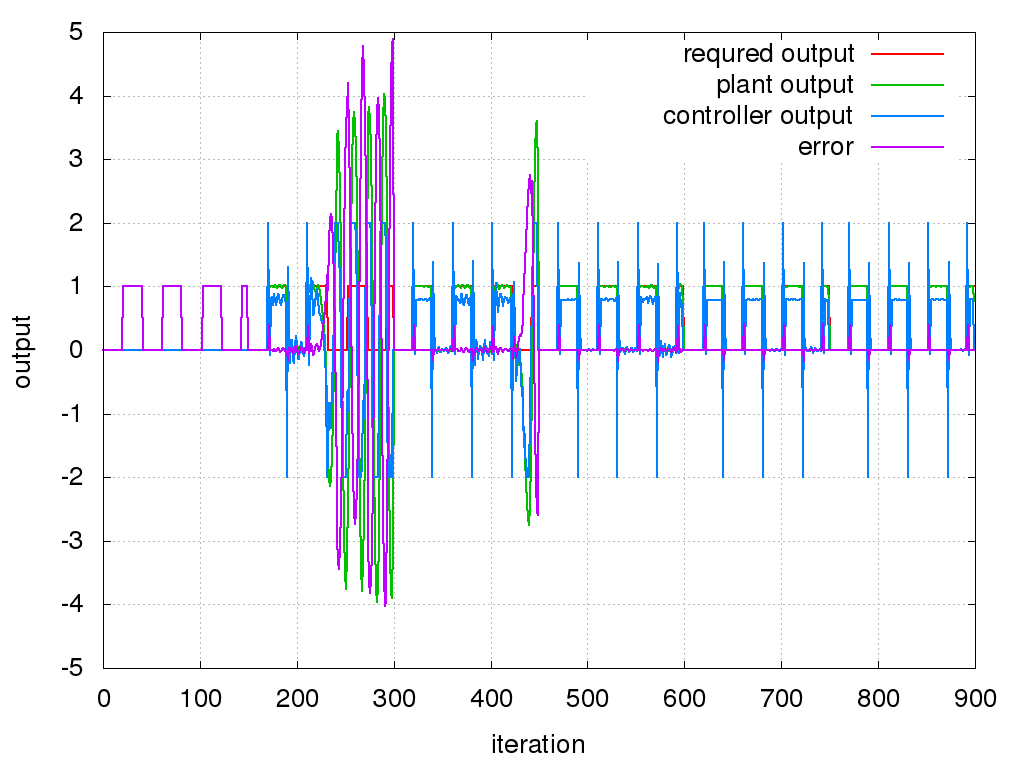 5
4
3
2
1
0
-1
-2
-3
-4
-5
output
requred output
plant output
controller output
error
0 100 200 300 400 500 600 700 800 900
iteration